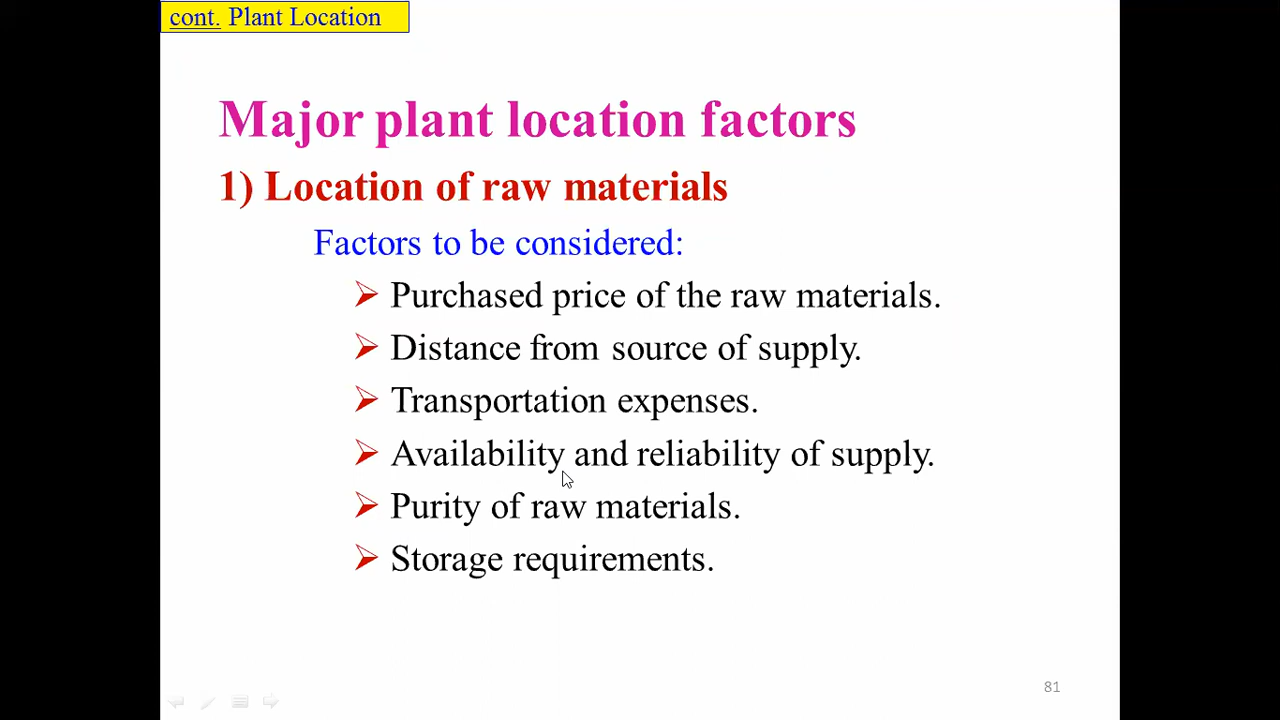 cont. Plant Location
Major plant location factors
1) Location of raw materials
Factors to be considered:
Purchased price of the raw materials.
Distance from source of supply.
Transportation expenses.
Availability and reliability of supply.
Purity of raw materials.
Storage requirements.
81